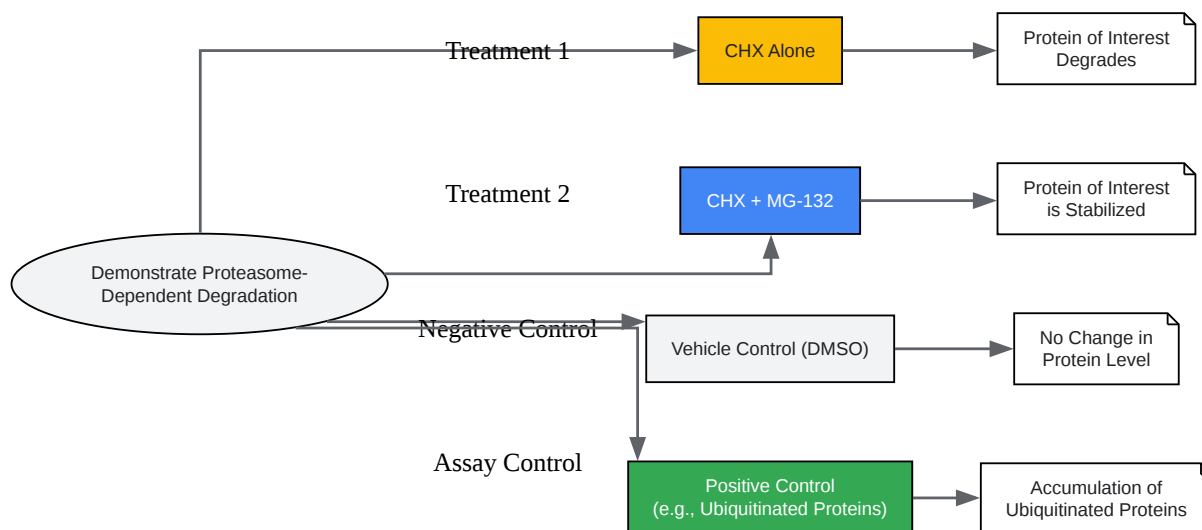 Treatment 1
CHX Alone
Protein of Interest
Degrades
Treatment 2
CHX + MG-132
Protein of Interest
is Stabilized
Demonstrate Proteasome-
Dependent Degradation
Negative Control
Vehicle Control (DMSO)
No Change in
Protein Level
Assay Control
Positive Control
(e.g., Ubiquitinated Proteins)
Accumulation of
Ubiquitinated Proteins